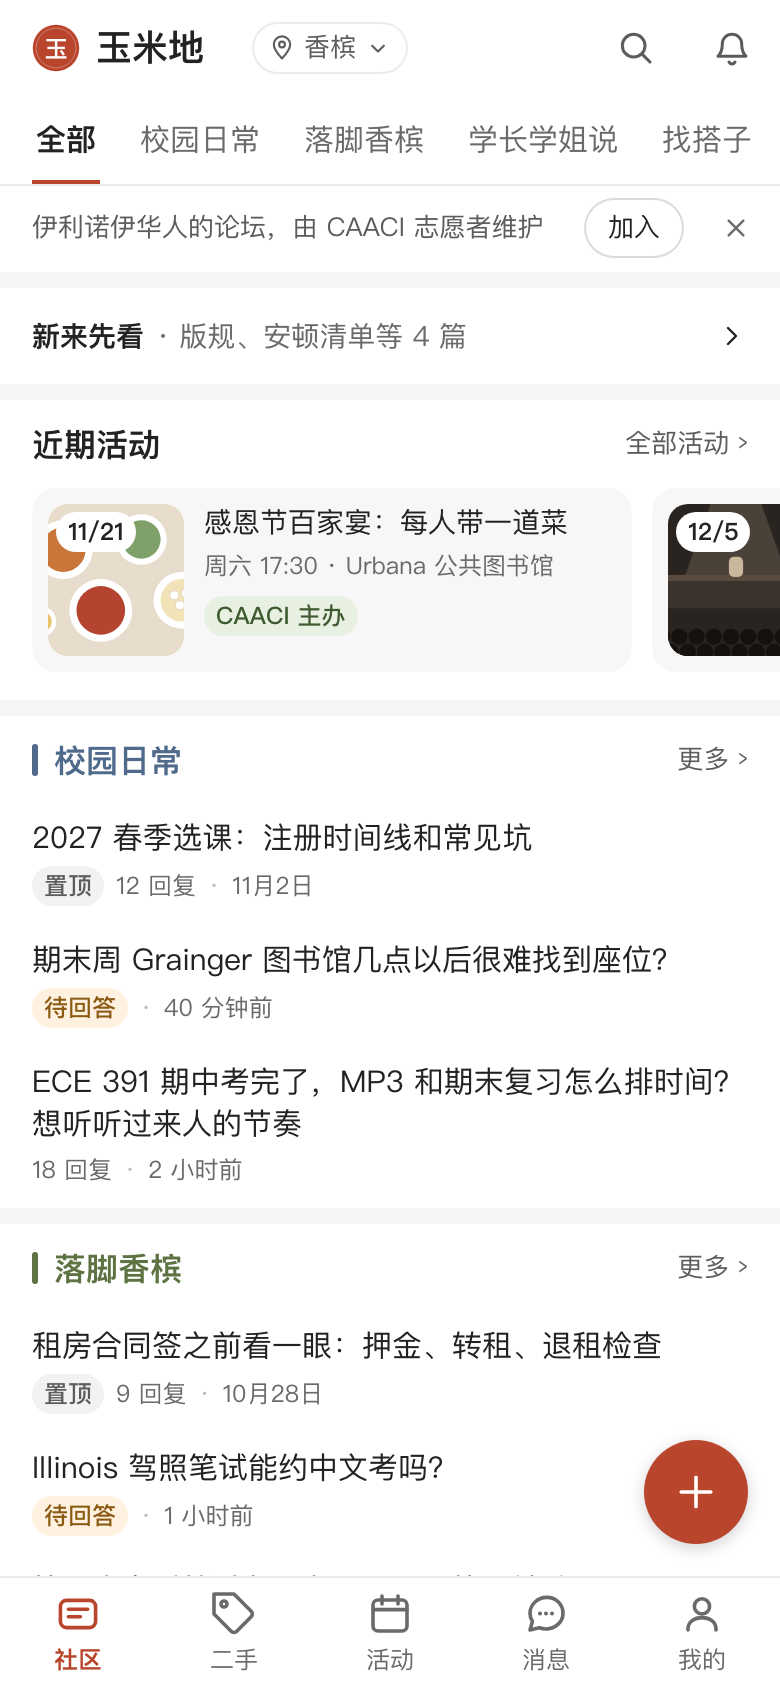 玉 玉米地 香槟
全部 校园日常 落脚香槟 学长学姐说 找搭子
伊利诺伊华人的论坛，由 CAACI 志愿者维护 加入
新来先看 · 版规、安顿清单等 4 篇
近期活动 全部活动
11/21
感恩节百家宴：每人带一道菜
周六 17:30 · Urbana 公共图书馆
CAACI 主办
12/5
校园日常 更多
2027 春季选课：注册时间线和常见坑
置顶 12 回复 · 11月2日
期末周 Grainger 图书馆几点以后很难找到座位？
待回答 · 40 分钟前
ECE 391 期中考完了，MP3 和期末复习怎么排时间？
想听听过来人的节奏
18 回复 · 2 小时前
落脚香槟 更多
租房合同签之前看一眼：押金、转租、退租检查
置顶 9 回复 · 10月28日
Illinois 驾照笔试能约中文考吗？
待回答 · 1 小时前
社区 二手 活动 消息 我的